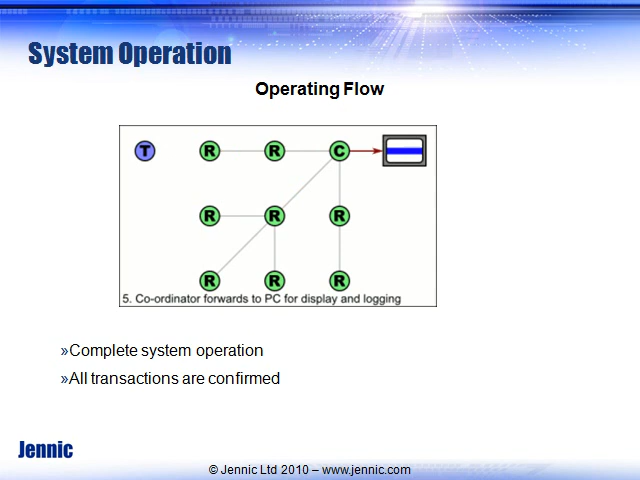 System Operation
Operating Flow
T R R C
R R R
R R R
5. Co-ordinator forwards to PC for display and logging
»Complete system operation
»All transactions are confirmed
Jennic
© Jennic Ltd 2010 – www.jennic.com